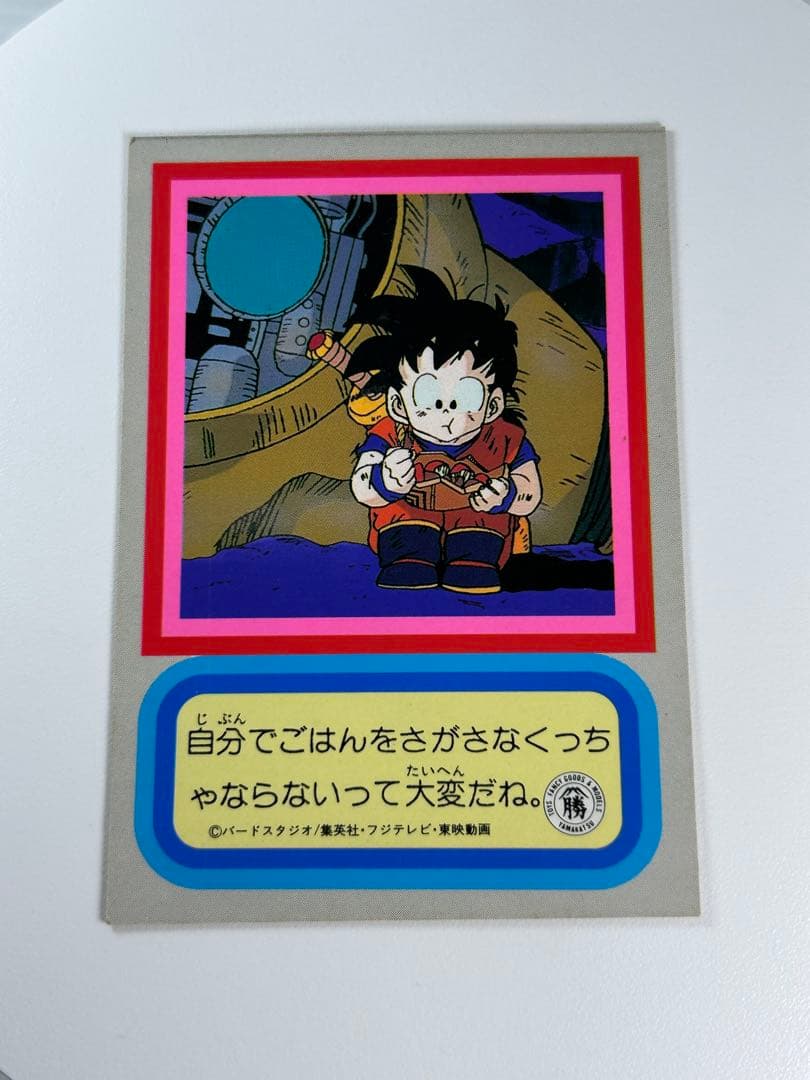 じ ぶん
自分でごはんをさがさなくっち
たいへん
ゃならないって大変だね。
©バードスタジオ/集英社・フジテレビ・東映動画
TOYS FANCY GOODS & MODELS
勝
YAMAKATSU